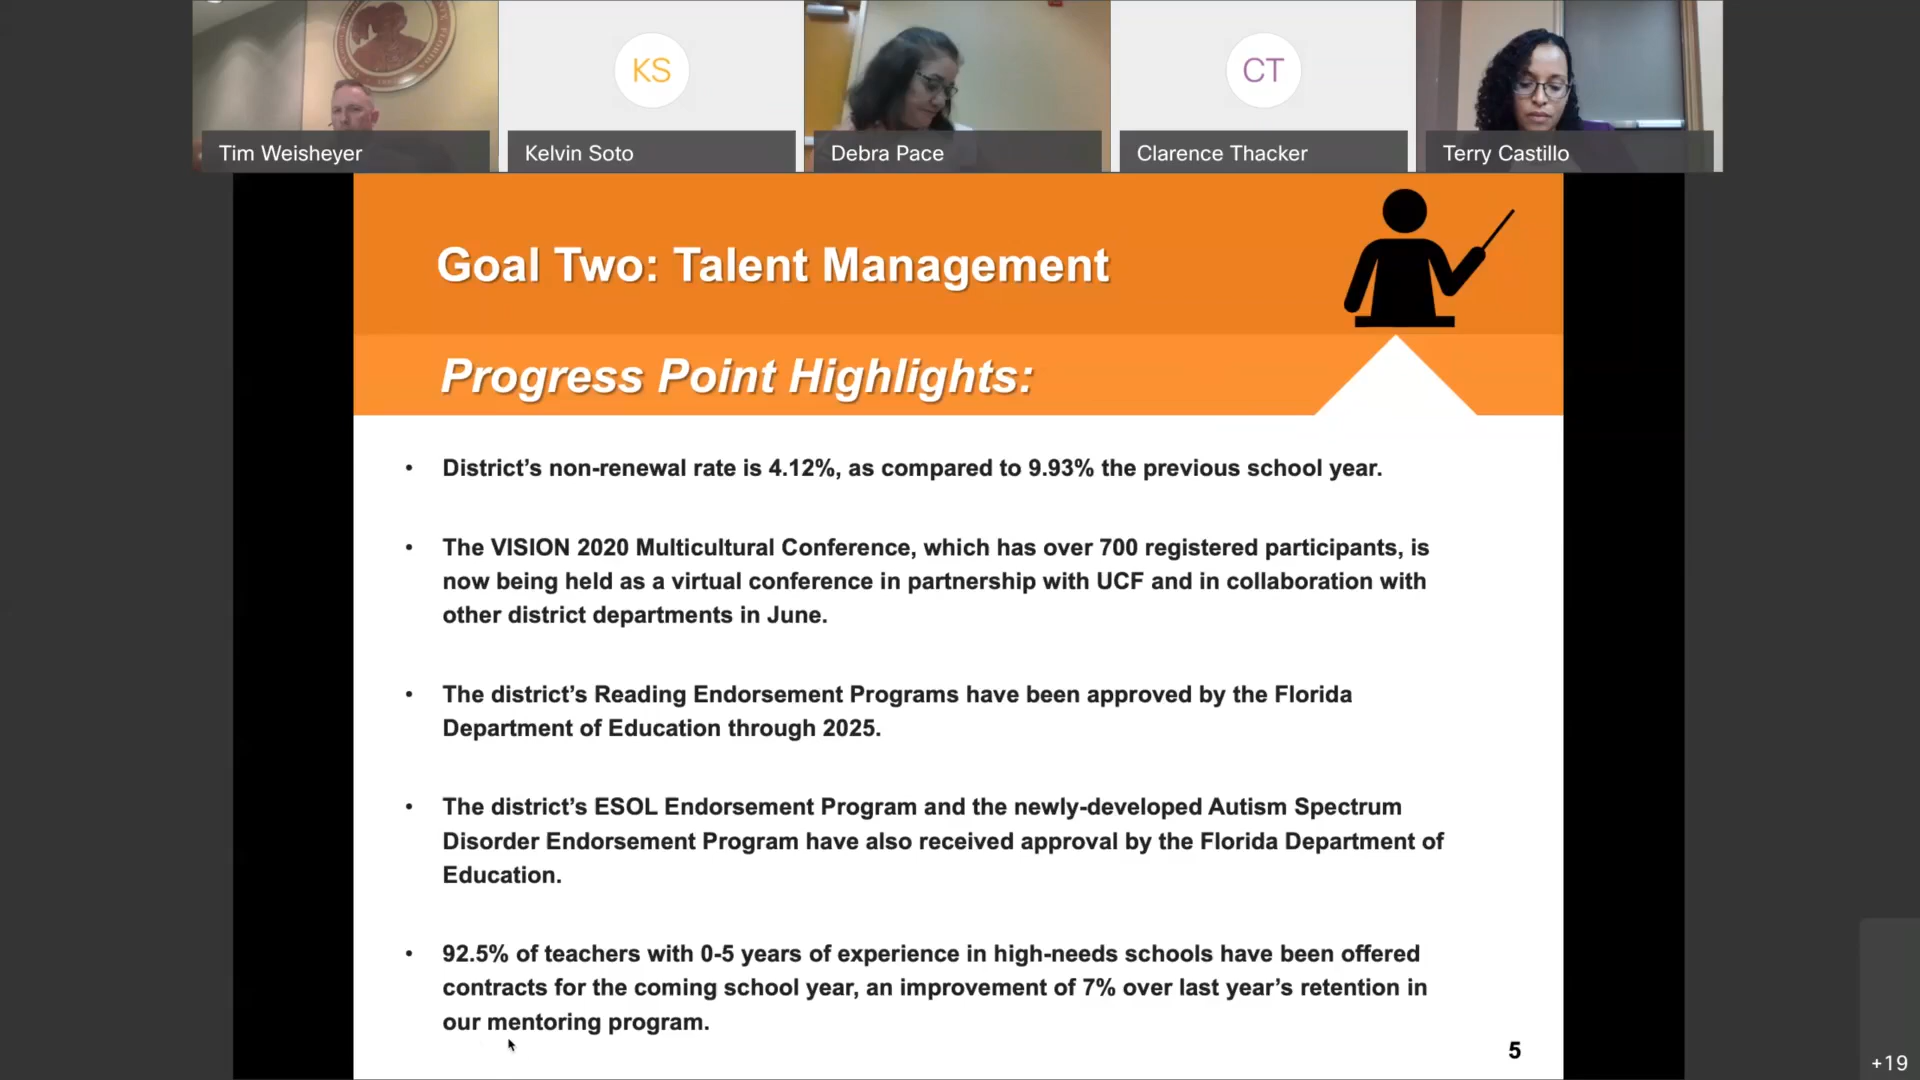 KS
CT
Tim Weisheyer
Kelvin Soto
Debra Pace
Clarence Thacker
Terry Castillo
Goal Two: Talent Management
Progress Point Highlights:
• District’s non-renewal rate is 4.12%, as compared to 9.93% the previous school year.
• The VISION 2020 Multicultural Conference, which has over 700 registered participants, is
now being held as a virtual conference in partnership with UCF and in collaboration with
other district departments in June.
• The district’s Reading Endorsement Programs have been approved by the Florida
Department of Education through 2025.
• The district’s ESOL Endorsement Program and the newly-developed Autism Spectrum
Disorder Endorsement Program have also received approval by the Florida Department of
Education.
• 92.5% of teachers with 0-5 years of experience in high-needs schools have been offered
contracts for the coming school year, an improvement of 7% over last year’s retention in
our mentoring program.
5
+19